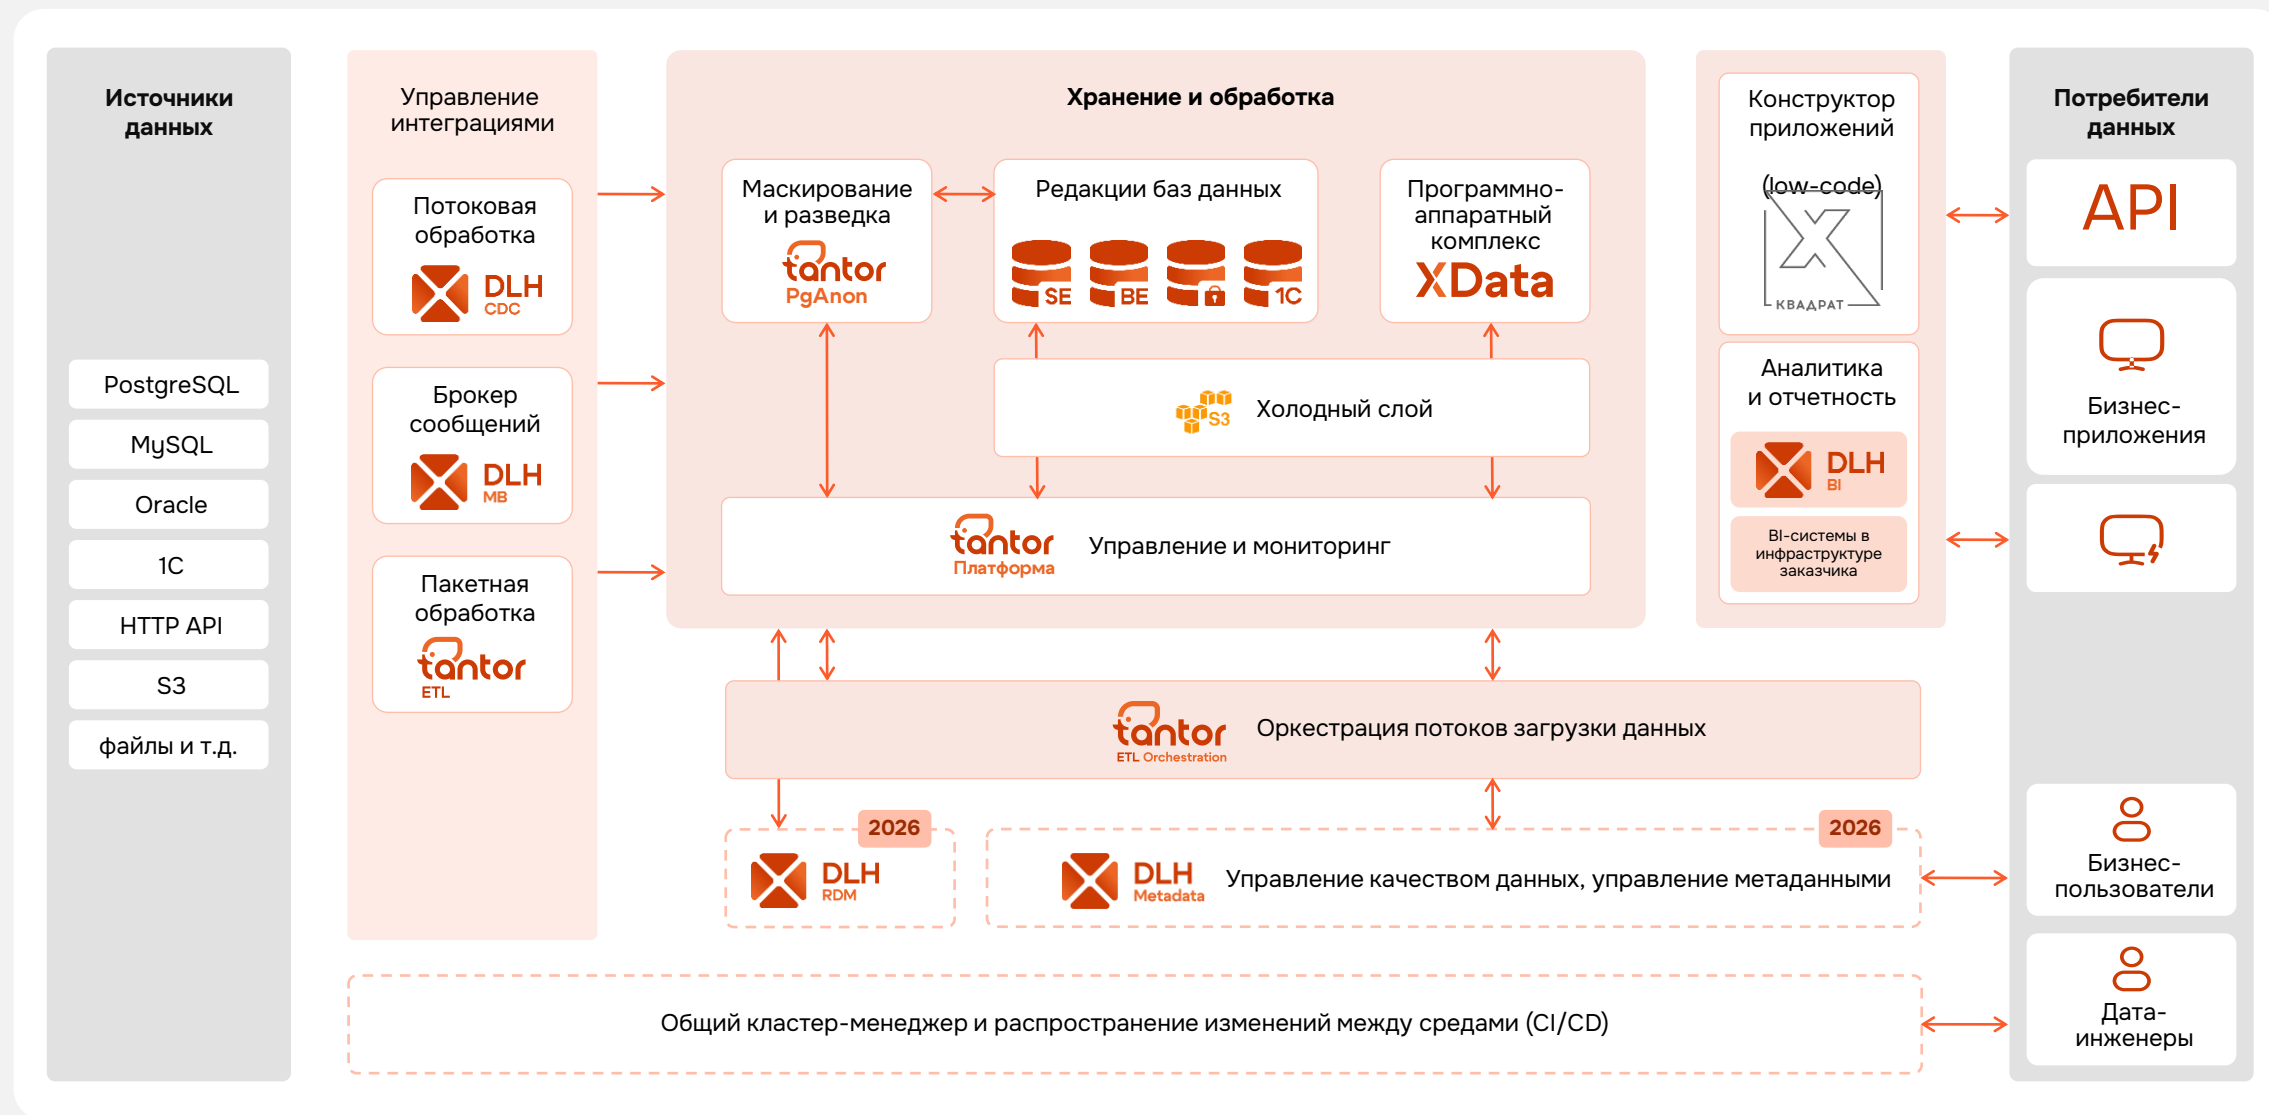 Источники
данных
PostgreSQL
MySQL
Oracle
1C
HTTP API
S3
файлы и т.д.
Управление
интеграциями
Потоковая
обработка
DLH
CDC
Брокер
сообщений
DLH
MB
Пакетная
обработка
tantor
ETL
Хранение и обработка
Маскирование
и разведка
tantor
PgAnon
Редакции баз данных
SE
BE
1C
Программно-
аппаратный
комплекс
XData
S3
Холодный слой
tantor
Платформа
Управление и мониторинг
tantor
ETL Orchestration
Оркестрация потоков загрузки данных
2026
DLH
RDM
2026
DLH
Metadata
Управление качеством данных, управление метаданными
Общий кластер-менеджер и распространение изменений между средами (CI/CD)
Конструктор
приложений
(low-code)
X
КВАДРАТ
Аналитика
и отчетность
DLH
BI
BI-системы в
инфраструктуре
заказчика
Потребители
данных
API
Бизнес-
приложения
Бизнес-
пользователи
Дата-
инженеры